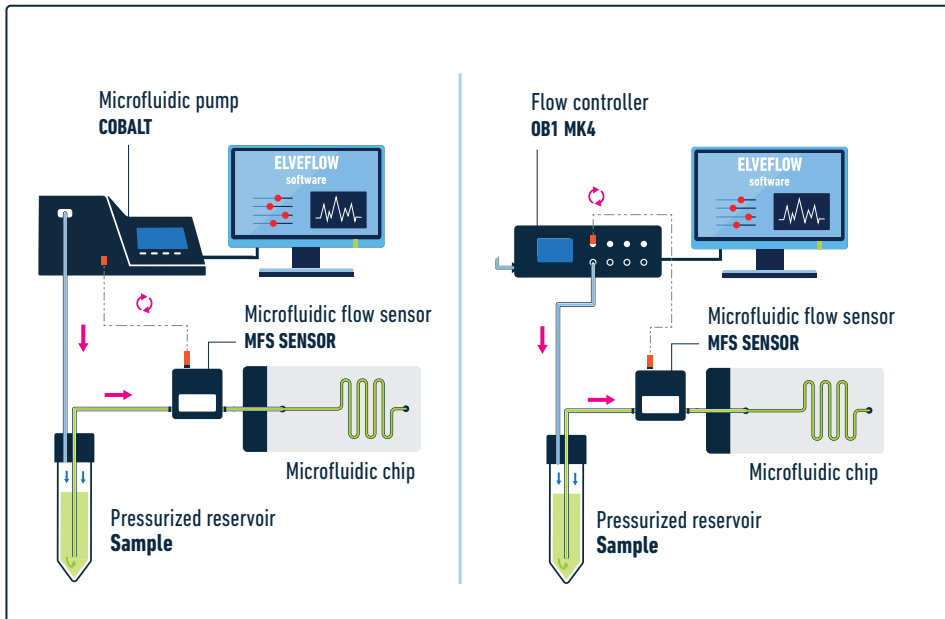 Microfluidic pump
COBALT
ELVEFLOW
software
Microfluidic flow sensor
MFS SENSOR
Microfluidic chip
Pressurized reservoir
Sample
Flow controller
OB1 MK4
ELVEFLOW
software
Microfluidic flow sensor
MFS SENSOR
Microfluidic chip
Pressurized reservoir
Sample